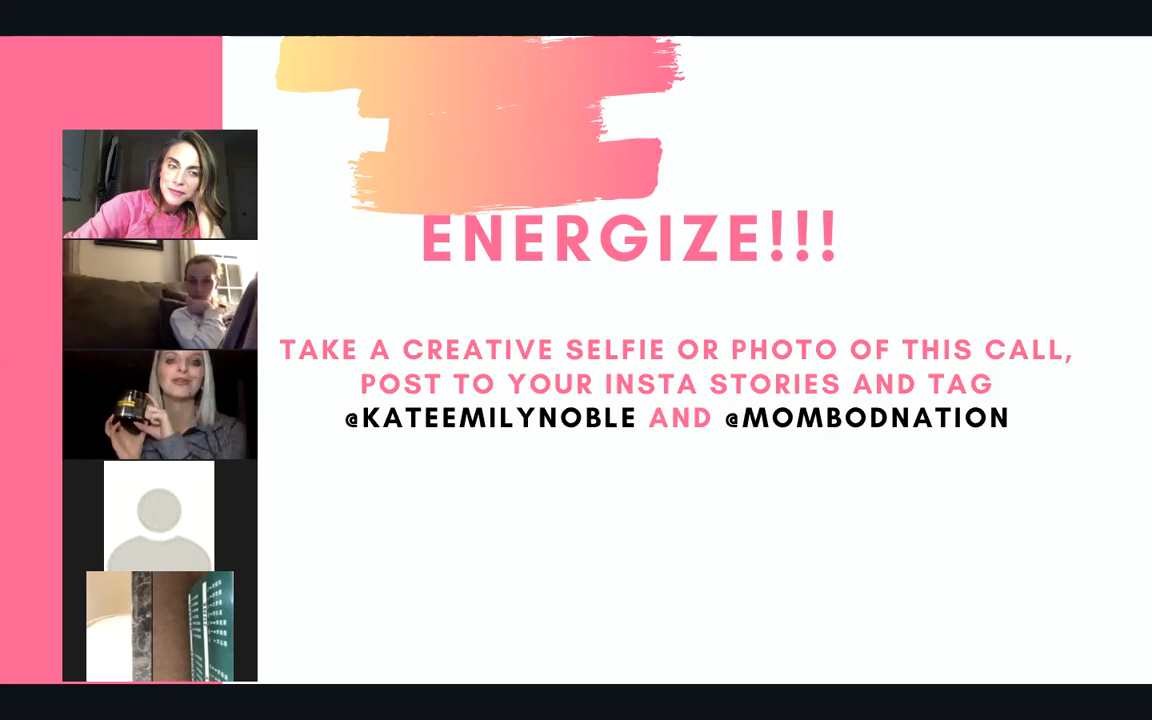 ENERGIZE!!!
TAKE A CREATIVE SELFIE OR PHOTO OF THIS CALL,
POST TO YOUR INSTA STORIES AND TAG
@KATEEMILYNOBLE AND @MOMBODNATION